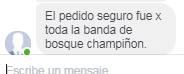 El pedido seguro fue x
toda la banda de
bosque champiñon.
Escribe un mensaje